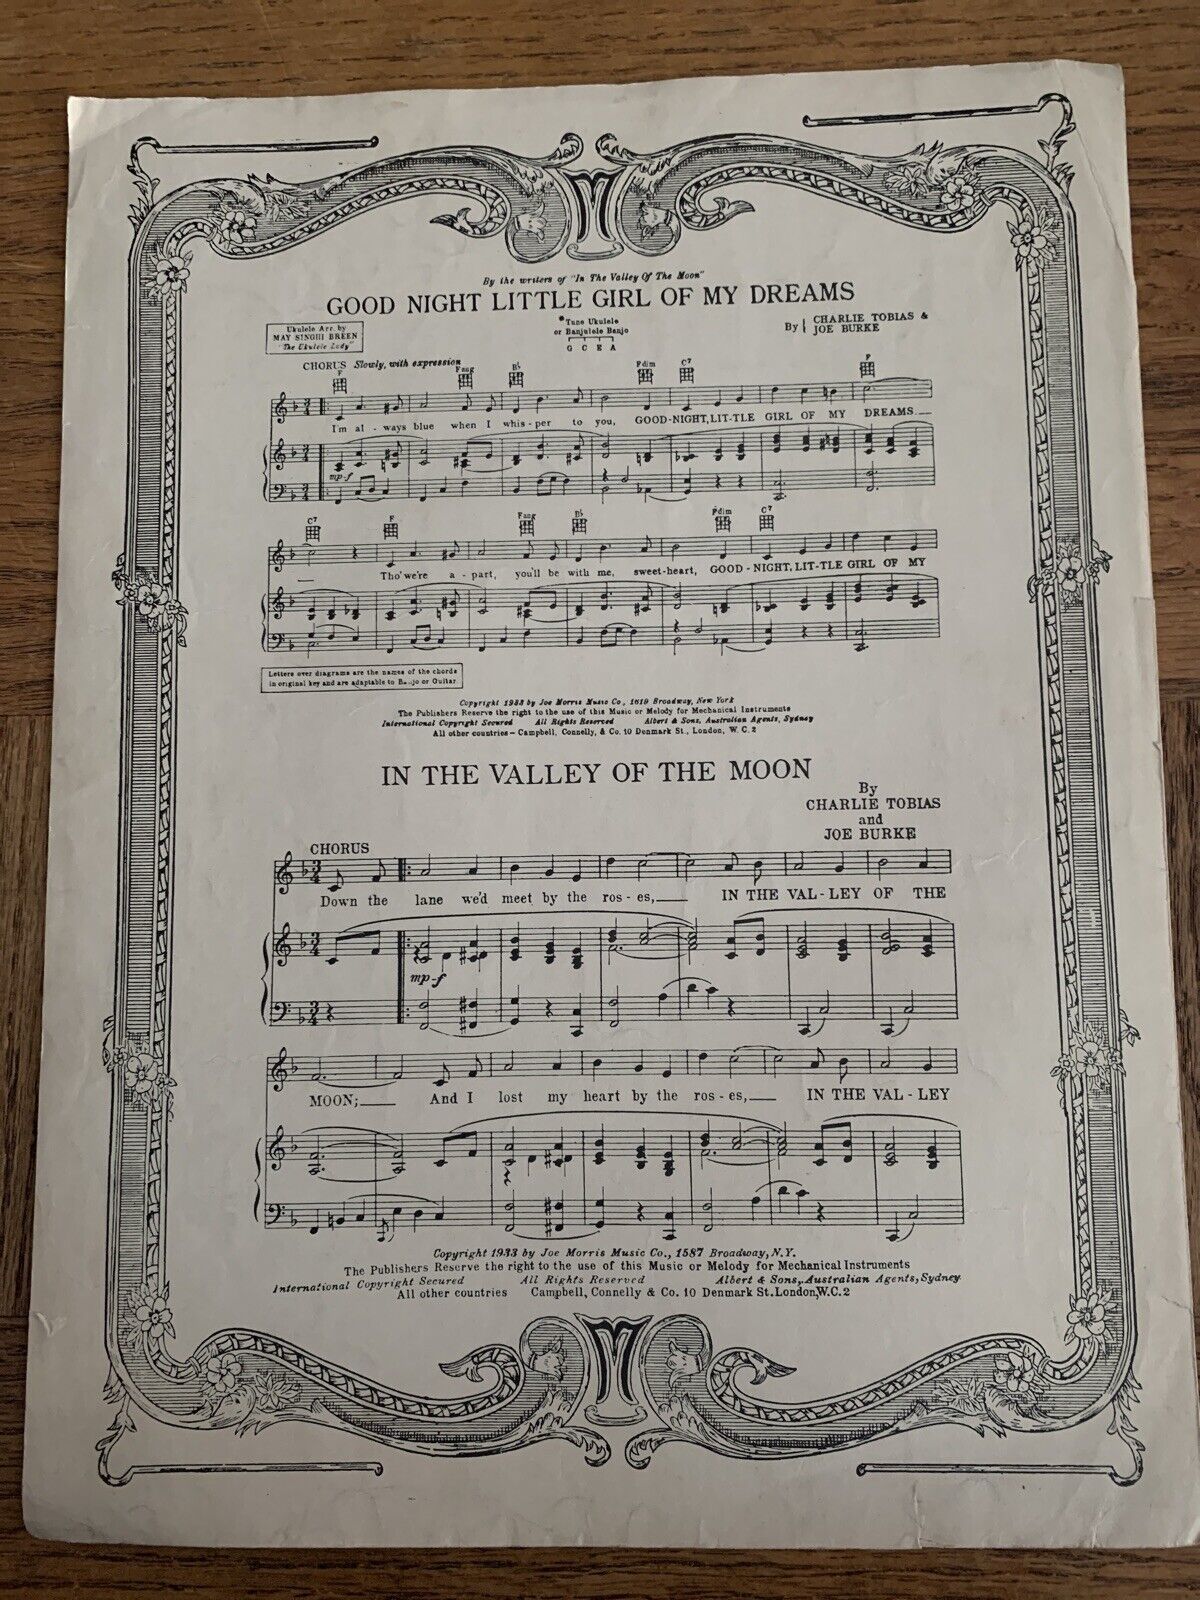 M
By the writers of "In The Valley Of The Moon"
GOOD NIGHT LITTLE GIRL OF MY DREAMS
Ukulele Arr. by
MAY SINGHI BREEN
"The Ukulele Lady"
*Tune Ukulele
or Banjulele Banjo
G C E A
By CHARLIE TOBIAS &
JOE BURKE
CHORUS Slowly, with expression
F Faug B♭ Fdim C7 F
I'm al - ways blue when I whis - per to you, GOOD-NIGHT, LIT-TLE GIRL OF MY DREAMS
mp-f
C7 F Faug B♭ Fdim C7
Tho' we're a - part, you'll be with me, sweet-heart, GOOD - NIGHT, LIT-TLE GIRL OF MY
Letters over diagrams are the names of the chords
in original key and are adaptable to Banjo or Guitar
Copyright 1933 by Joe Morris Music Co., 1619 Broadway, New York
The Publishers Reserve the right to the use of this Music or Melody for Mechanical Instruments
International Copyright Secured All Rights Reserved Albert & Sons, Australian Agents, Sydney
All other countries - Campbell, Connelly, & Co. 10 Denmark St., London, W. C. 2
IN THE VALLEY OF THE MOON
By
CHARLIE TOBIAS
and
JOE BURKE
CHORUS
Down the lane we'd meet by the ros - es, IN THE VAL - LEY OF THE
mp-f
MOON; And I lost my heart by the ros - es, IN THE VAL - LEY
Copyright 1933 by Joe Morris Music Co., 1587 Broadway, N.Y.
The Publishers Reserve the right to the use of this Music or Melody for Mechanical Instruments
International Copyright Secured All Rights Reserved Albert & Sons, Australian Agents, Sydney
All other countries Campbell, Connelly & Co. 10 Denmark St. London, W.C. 2
M